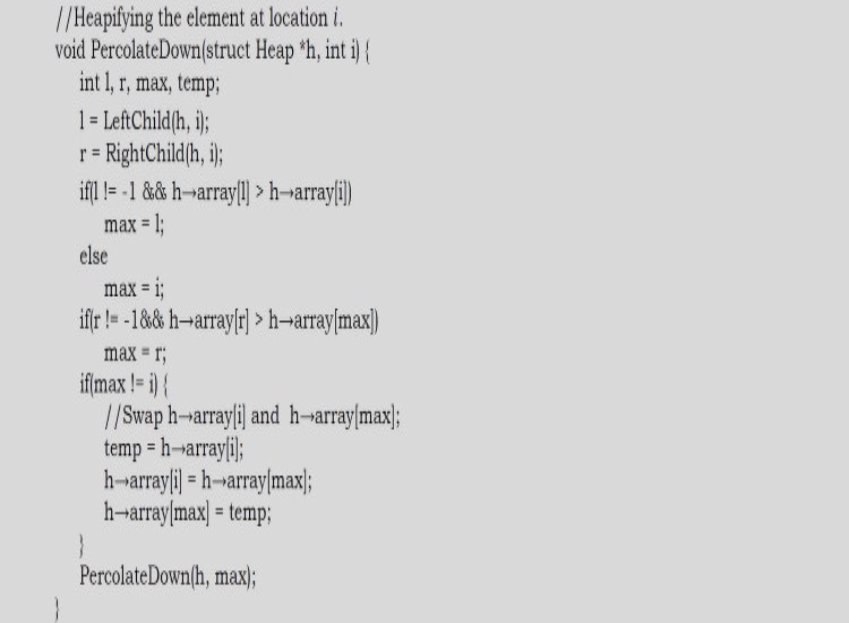 //Heapifying the element at location i.
void PercolateDown(struct Heap *h, int i) {
int l, r, max, temp;
l = LeftChild(h, i);
r = RightChild(h, i);
if(l != -1 && h→array[l] > h→array[i])
max = l;
else
max = i;
if(r != -1&& h→array[r] > h→array[max])
max = r;
if(max != i) {
//Swap h→array[i] and h→array[max];
temp = h→array[i];
h→array[i] = h→array[max];
h→array[max] = temp;
}
PercolateDown(h, max);
}